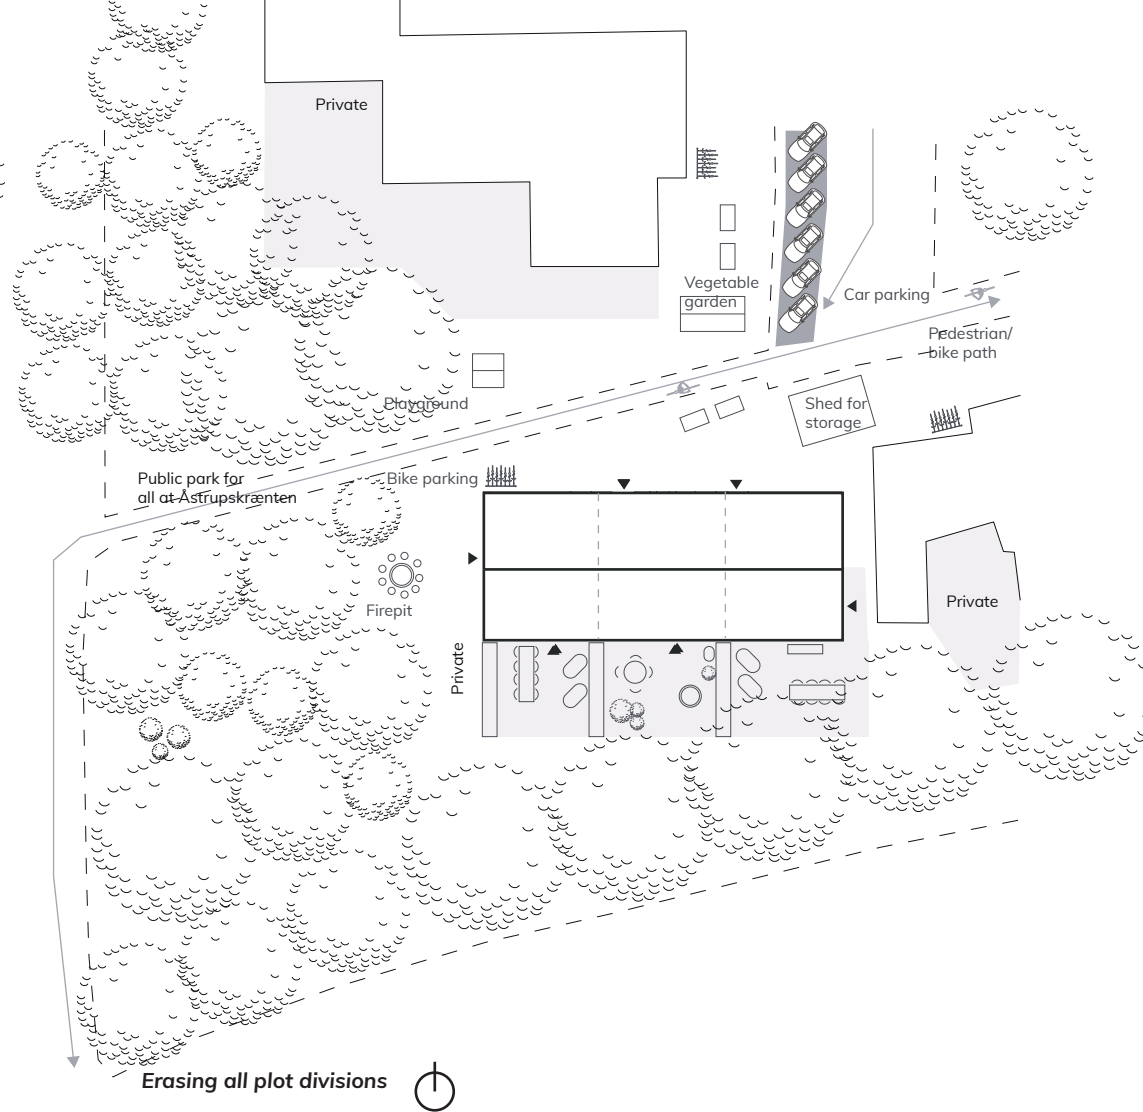 Private
Vegetable
garden
Car parking
Pedestrian/
bike path
Playground
Shed for
storage
Public park for
all at Åstrupskrænten
Bike parking
Firepit
Private
Private
Erasing all plot divisions